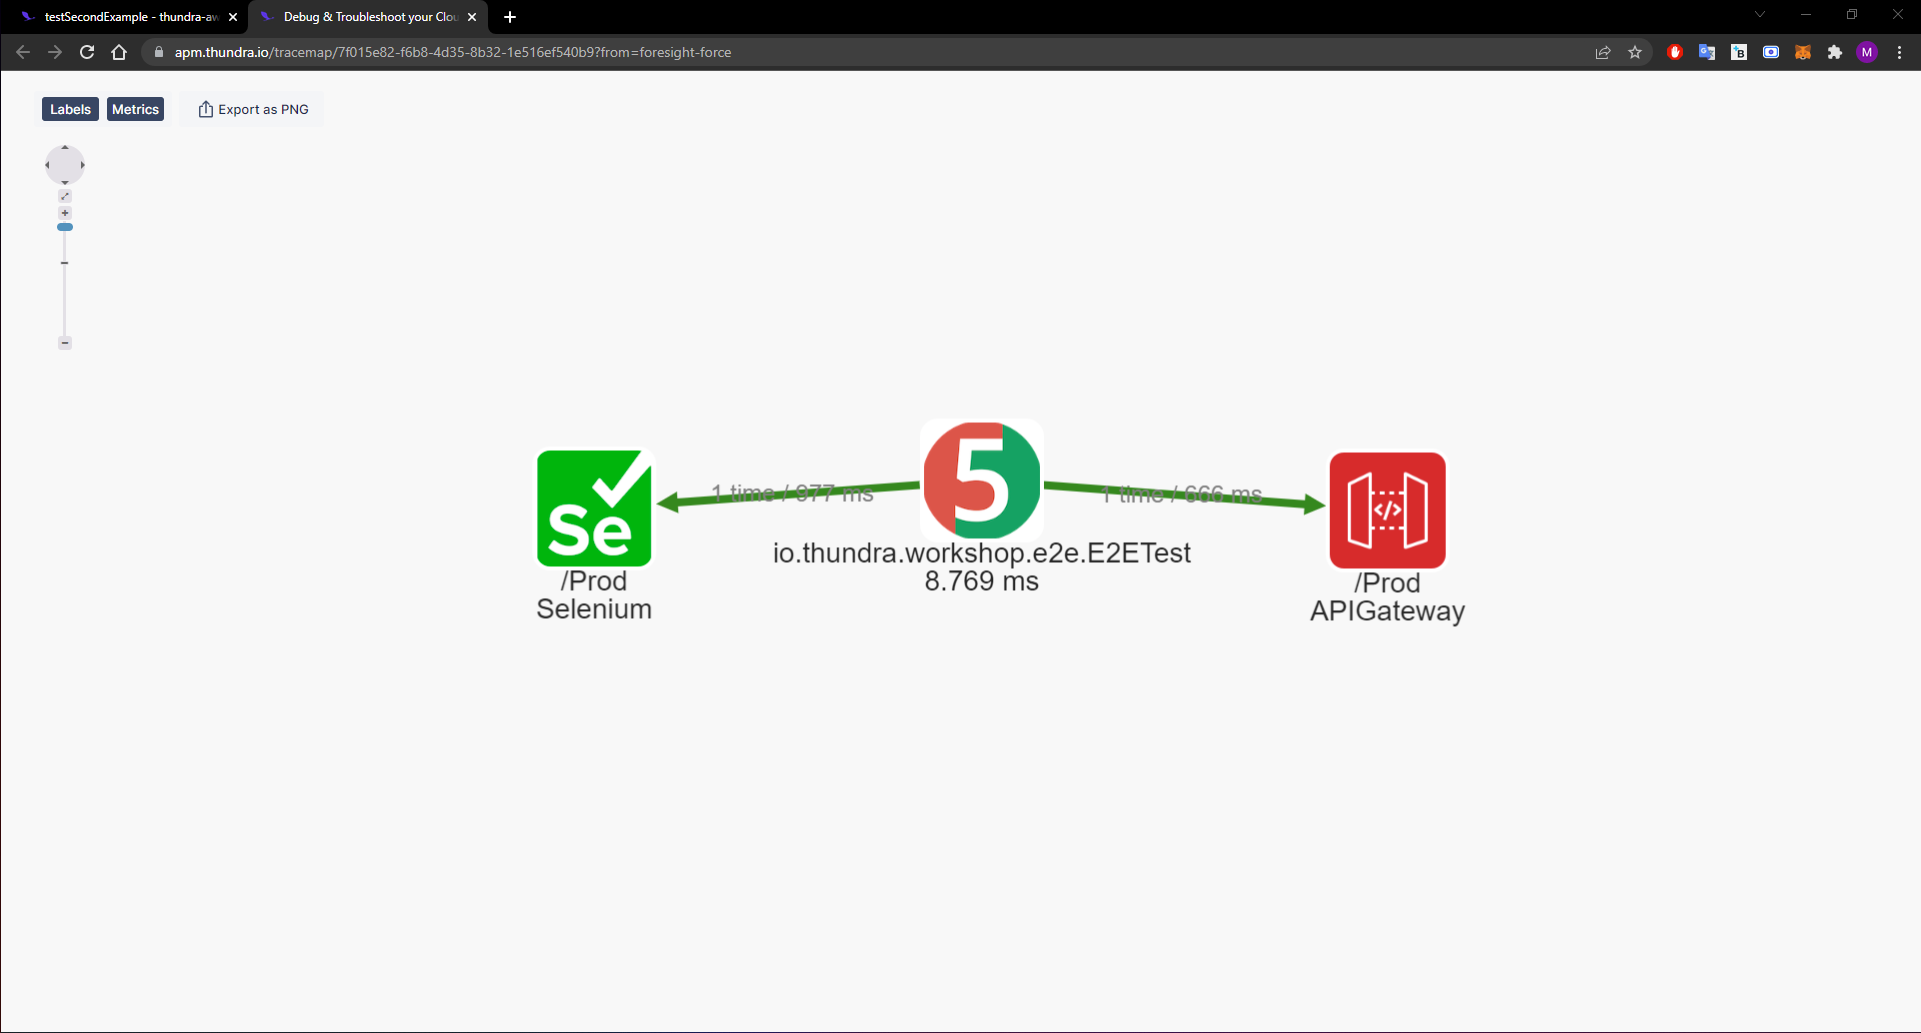 testSecondExample - thundra-aw
Debug & Troubleshoot your Clou
apm.thundra.io/tracemap/7f015e82-f6b8-4d35-8b32-1e516ef540b9?from=foresight-force
M
Labels
Metrics
Export as PNG
1 time / 977 ms
5
1 time / 666 ms
Se
</>
io.thundra.workshop.e2e.E2ETest
8.769 ms
/Prod
Selenium
/Prod
APIGateway